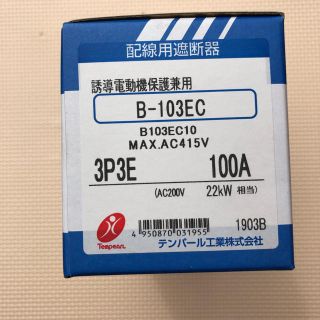 配線用遮断器
誘導電動機保護兼用
B-103EC
B103EC10
MAX.AC415V
3P3E 100A
(AC200V 22kW 相当)
Tempearl
4 950870 031955
1903B
テンパール工業株式会社